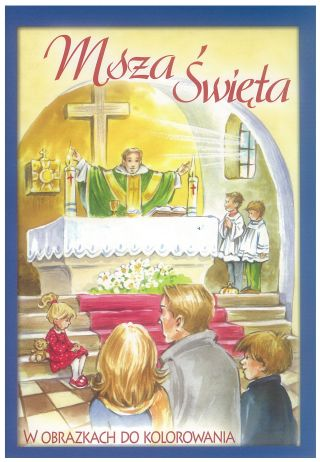 Msza Święta
W OBRAZKACH DO KOLOROWANIA